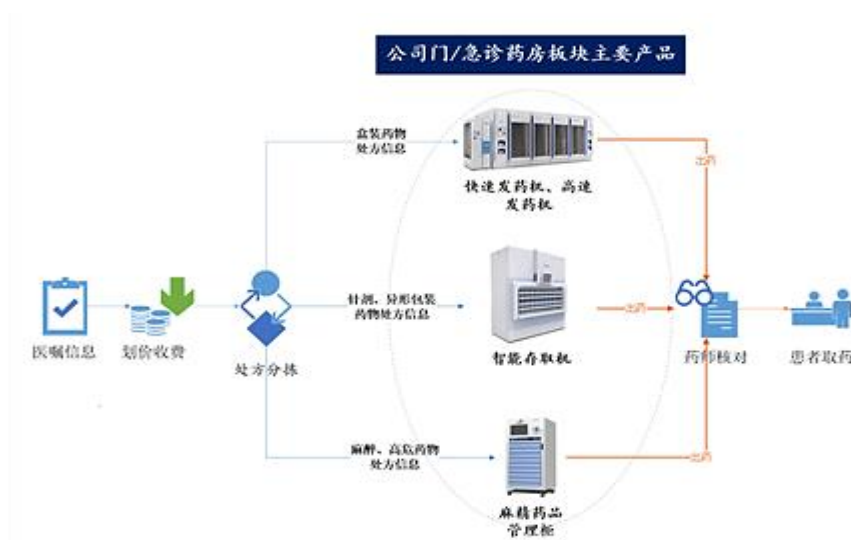 公司门/急诊药房板块主要产品
盒装药物
处方信息
快速发药机、高速
发药机
出药
医嘱信息
划价收费
处方分拣
针剂、异形包装
药物处方信息
智能存取机
出药
药师核对
患者取药
麻醉、高危药物
处方信息
麻精药品
管理柜
出药